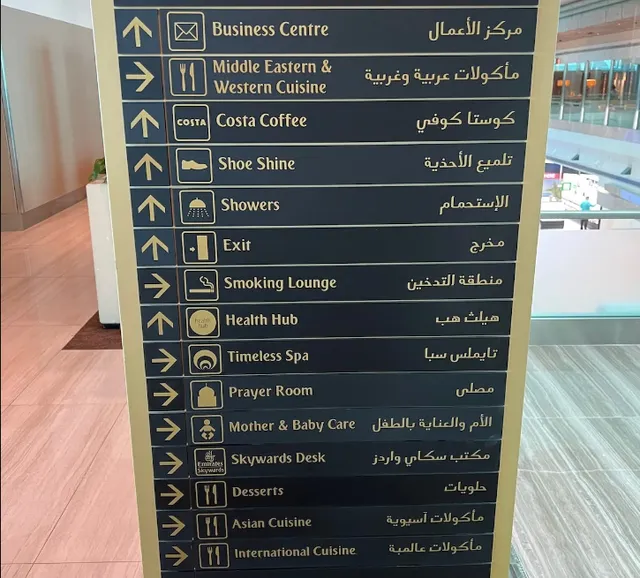 Business Centre مركز الأعمال
Middle Eastern & مأكولات عربية وغربية
Western Cuisine
COSTA Costa Coffee كوستا كوفي
Shoe Shine تلميع الأحذية
Showers الإستحمام
Exit مخرج
Smoking Lounge منطقة التدخين
Health Hub هيلث هب
Timeless Spa تايملس سبا
Prayer Room مصلى
Mother & Baby Care الأم والعناية بالطفل
Emirates
Skywards Skywards Desk مكتب سكاي واردز
Desserts حلويات
Asian Cuisine مأكولات آسيوية
International Cuisine مأكولات عالمية